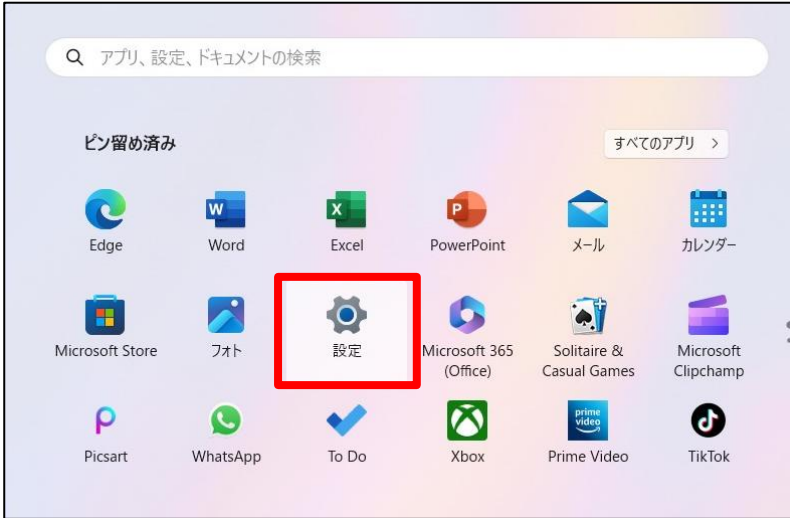 アプリ、設定、ドキュメントの検索
ピン留め済み
すべてのアプリ >
Edge
Word
Excel
PowerPoint
メール
カレンダー
Microsoft Store
フォト
設定
Microsoft 365
(Office)
Solitaire &
Casual Games
Microsoft
Clipchamp
Picsart
WhatsApp
To Do
Xbox
prime
video
Prime Video
TikTok